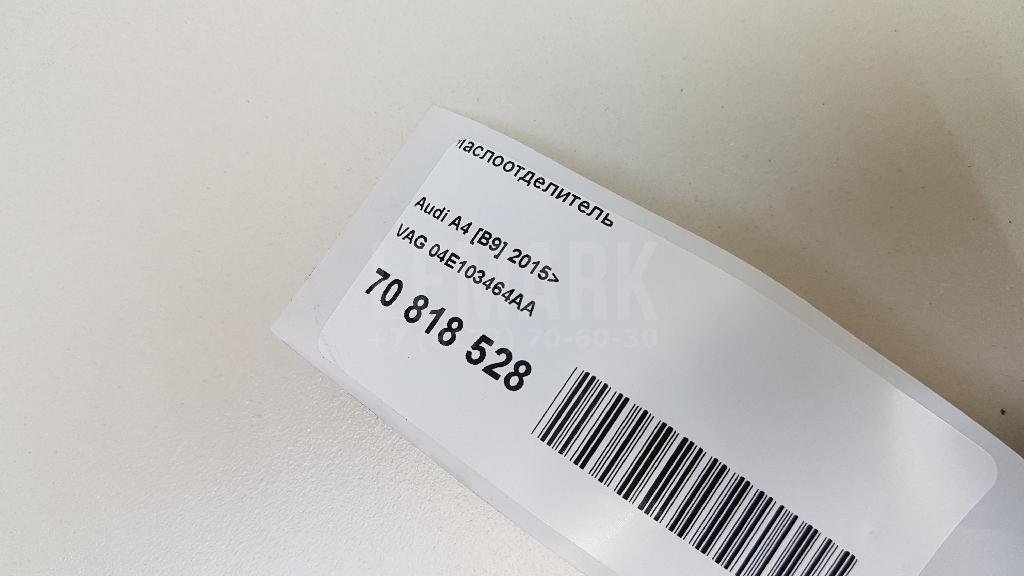 маслоотделитель
Audi A4 [B9] 2015>
VAG 04E103464AA
70 818 528